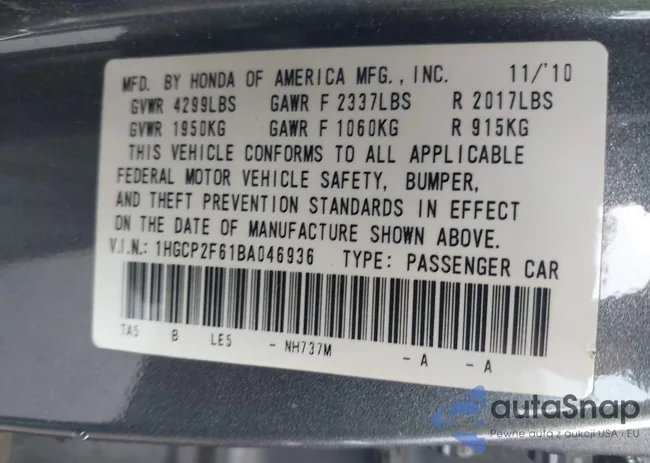 MFD. BY HONDA OF AMERICA MFG., INC. 11/'10
GVWR 4299LBS GAWR F 2337LBS R 2017LBS
GVWR 1950KG GAWR F 1060KG R 915KG
THIS VEHICLE CONFORMS TO ALL APPLICABLE
FEDERAL MOTOR VEHICLE SAFETY, BUMPER,
AND THEFT PREVENTION STANDARDS IN EFFECT
ON THE DATE OF MANUFACTURE SHOWN ABOVE.
V.I.N.: 1HGCP2F61BA046936 TYPE: PASSENGER CAR
TA5 B LE5 - NH737M - A - A
autaSnap
Pewne auta z aukcji USA i EU